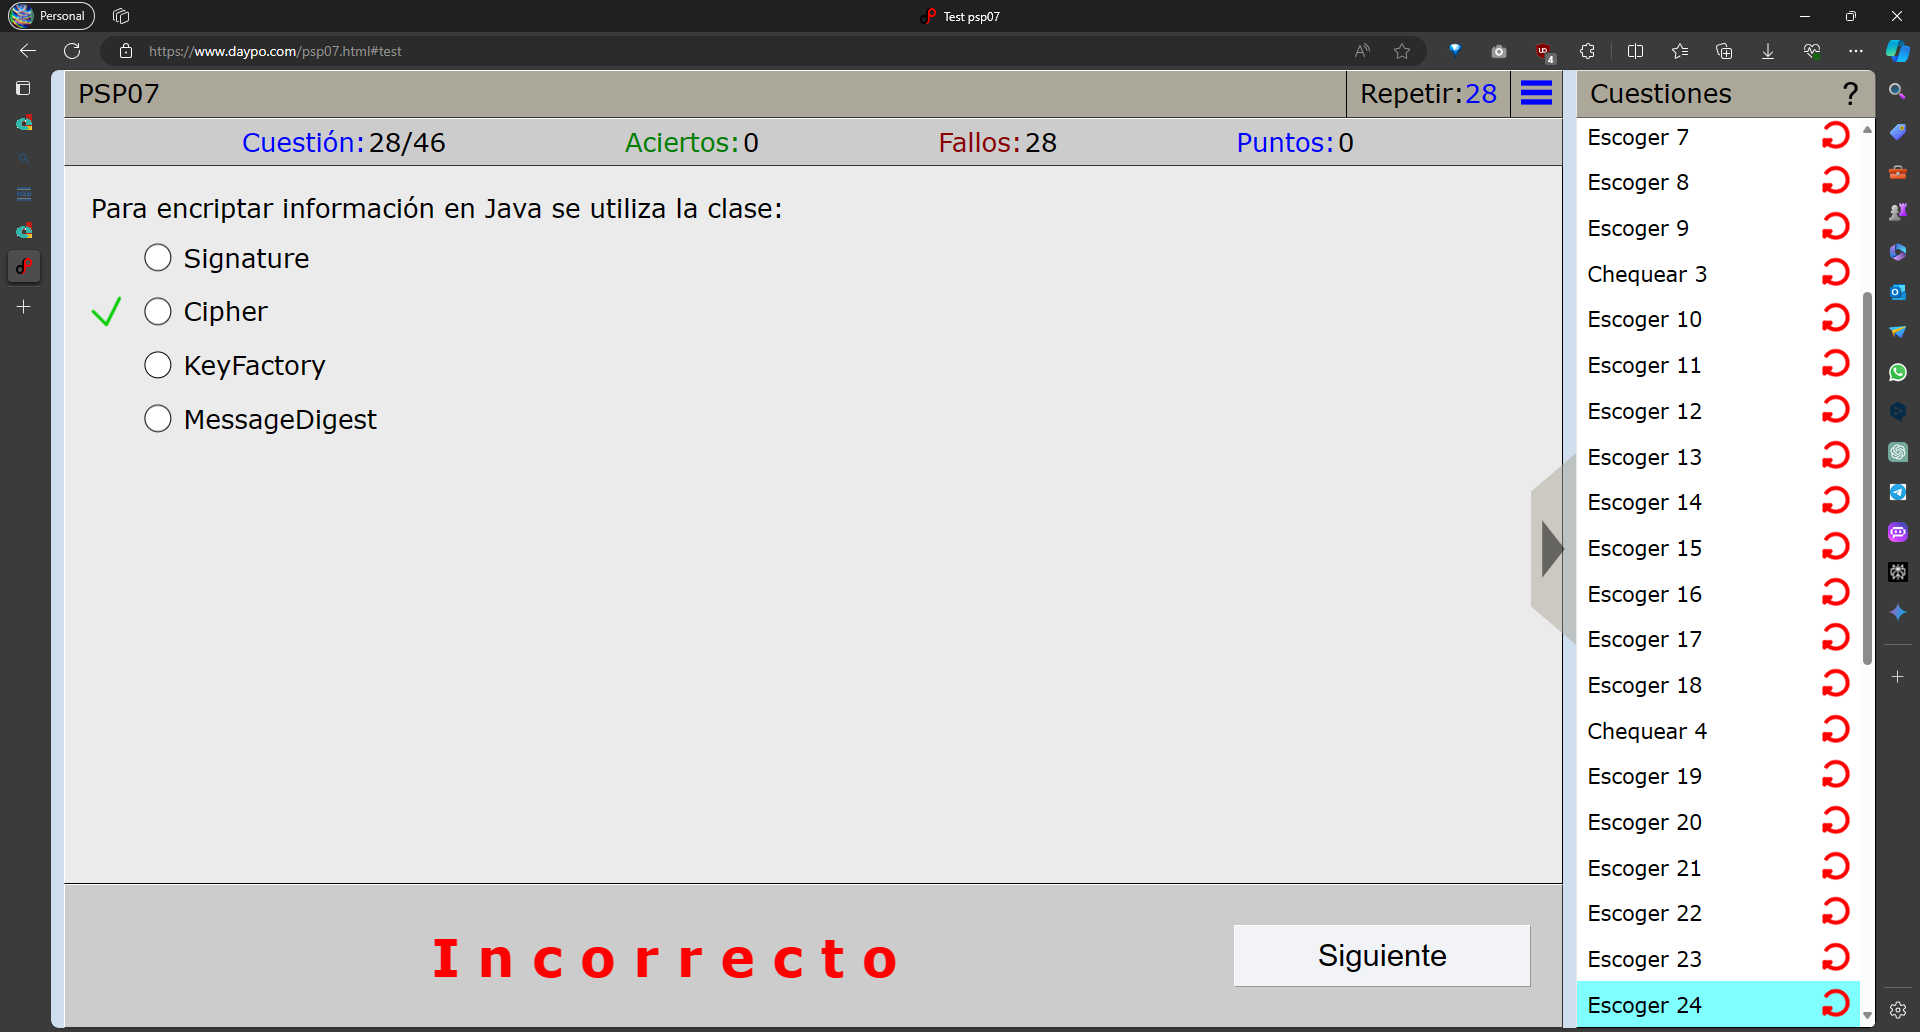 Personal
Test psp07
https://www.daypo.com/psp07.html#test
4
PSP07
Repetir:28
Cuestión:28/46
Aciertos:0
Fallos:28
Puntos:0
Para encriptar información en Java se utiliza la clase:
Signature
Cipher
KeyFactory
MessageDigest
Incorrecto
Siguiente
Cuestiones
?
Escoger 7
Escoger 8
Escoger 9
Chequear 3
Escoger 10
Escoger 11
Escoger 12
Escoger 13
Escoger 14
Escoger 15
Escoger 16
Escoger 17
Escoger 18
Chequear 4
Escoger 19
Escoger 20
Escoger 21
Escoger 22
Escoger 23
Escoger 24